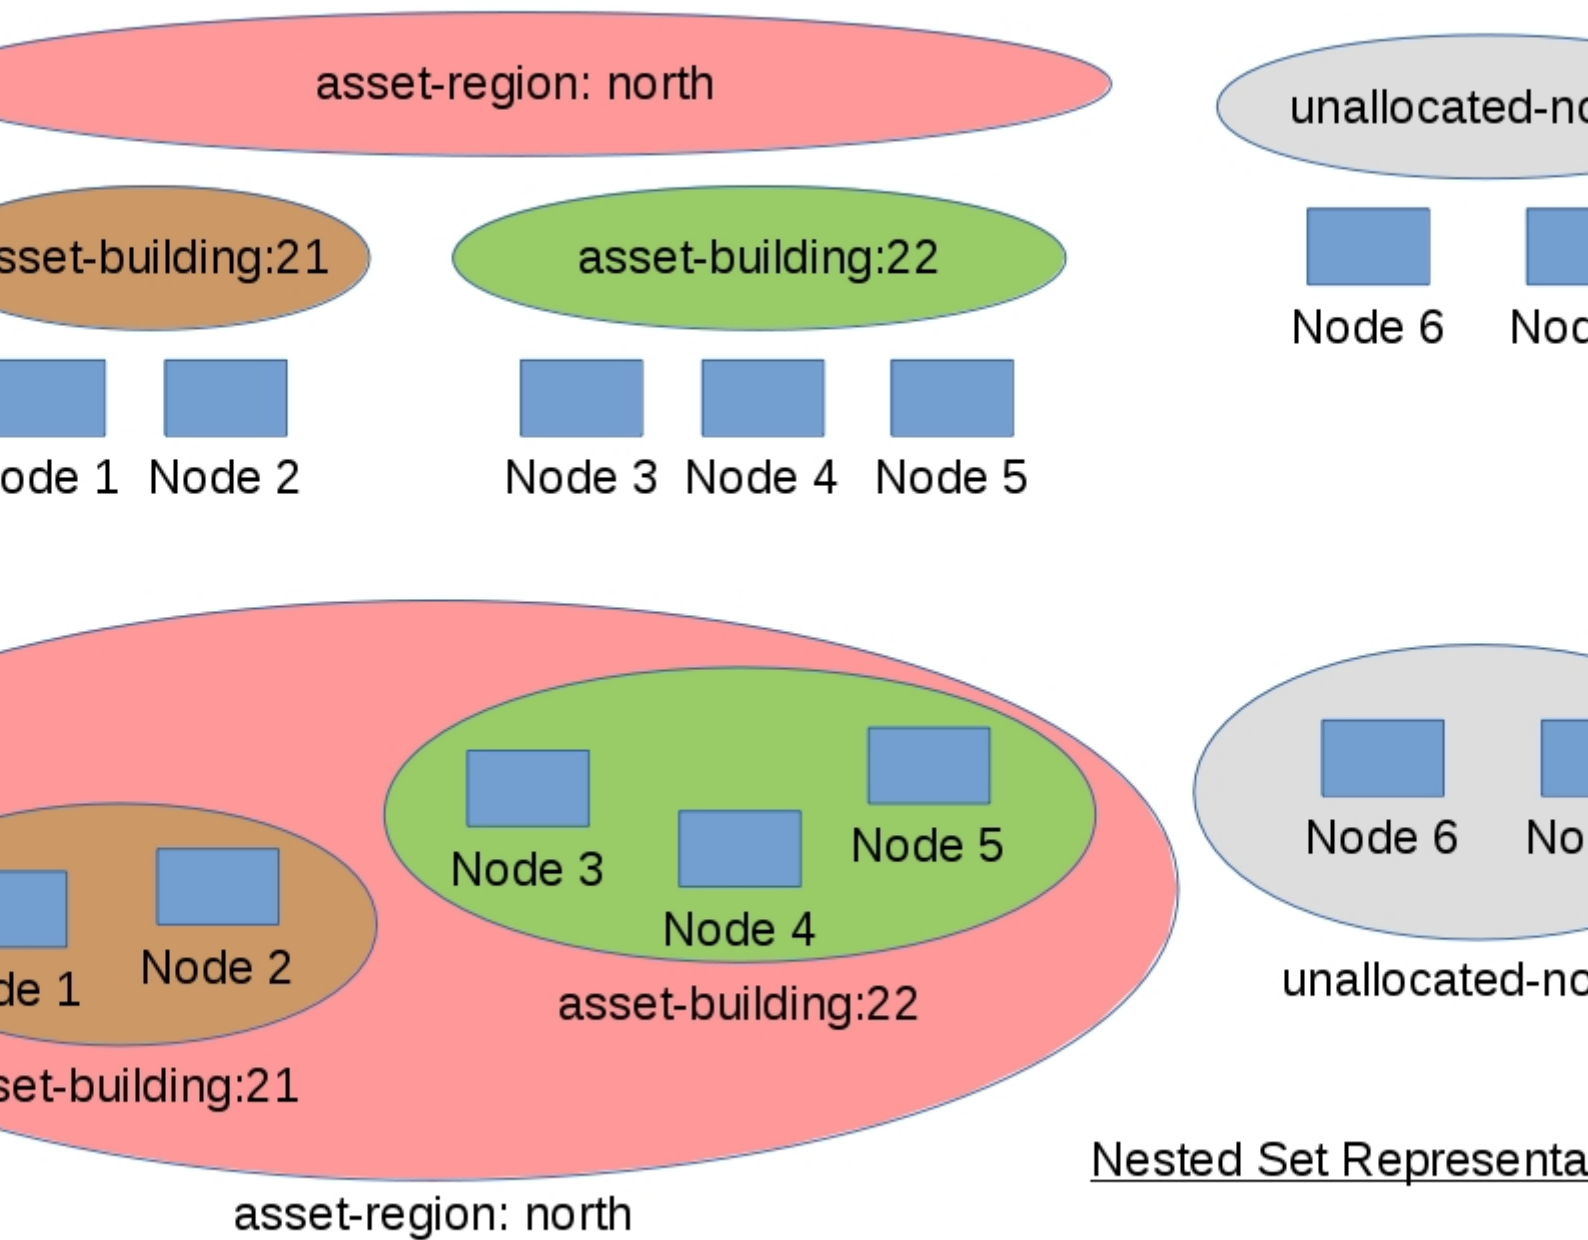 asset-region: north
unallocated-no
sset-building:21
asset-building:22
Node 6
Nod
ode 1
Node 2
Node 3
Node 4
Node 5
Node 3
Node 4
Node 5
Node 6
No
de 1
Node 2
asset-building:22
unallocated-no
set-building:21
Nested Set Representa
asset-region: north